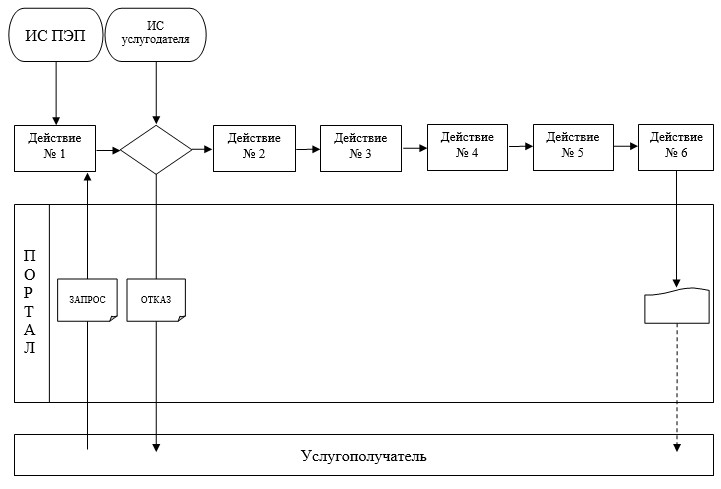 ИС ПЭП
ИС
услугодателя
Действие
№ 1
Действие
№ 2
Действие
№ 3
Действие
№ 4
Действие
№ 5
Действие
№ 6
П
О
Р
Т
А
Л
ЗАПРОС
ОТКАЗ
Услугополучатель